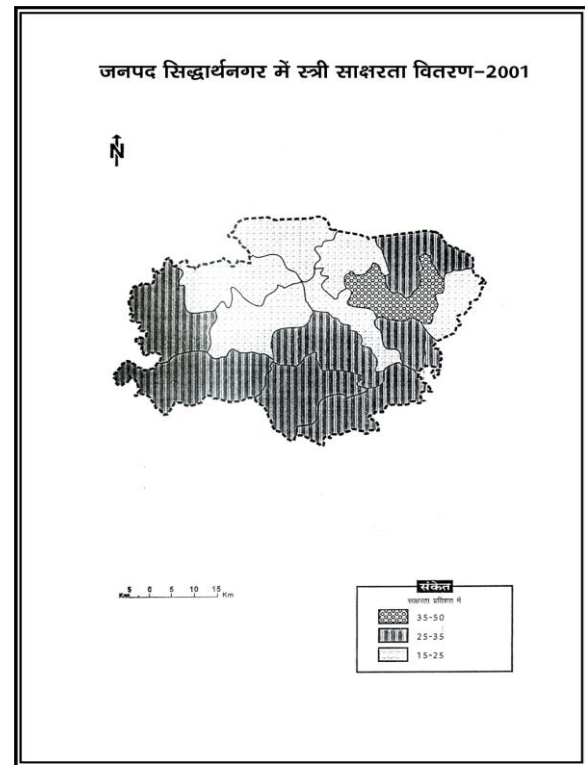 जनपद सिद्धार्थनगर में स्त्री साक्षरता वितरण–2001
N
5 0 5 10 15
Km Km
संकेत
साक्षरता प्रतिशत में
35-50
25-35
15-25